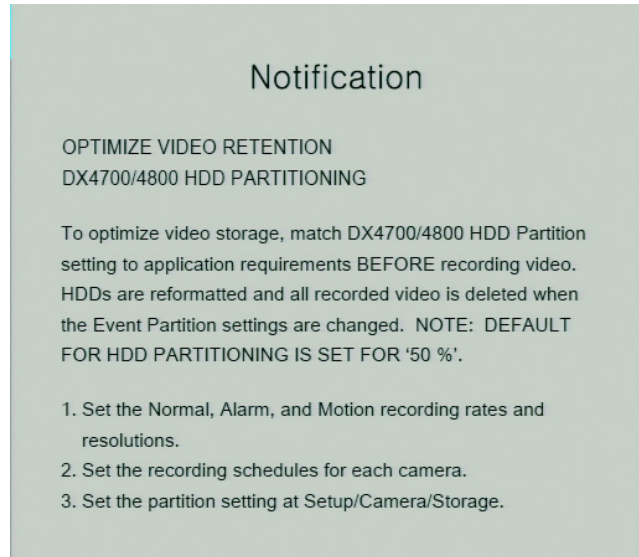 Notification
OPTIMIZE VIDEO RETENTION
DX4700/4800 HDD PARTITIONING
To optimize video storage, match DX4700/4800 HDD Partition
setting to application requirements BEFORE recording video.
HDDs are reformatted and all recorded video is deleted when
the Event Partition settings are changed.  NOTE:  DEFAULT
FOR HDD PARTITIONING IS SET FOR ‘50 %’.
1. Set the Normal, Alarm, and Motion recording rates and
resolutions.
2. Set the recording schedules for each camera.
3. Set the partition setting at Setup/Camera/Storage.